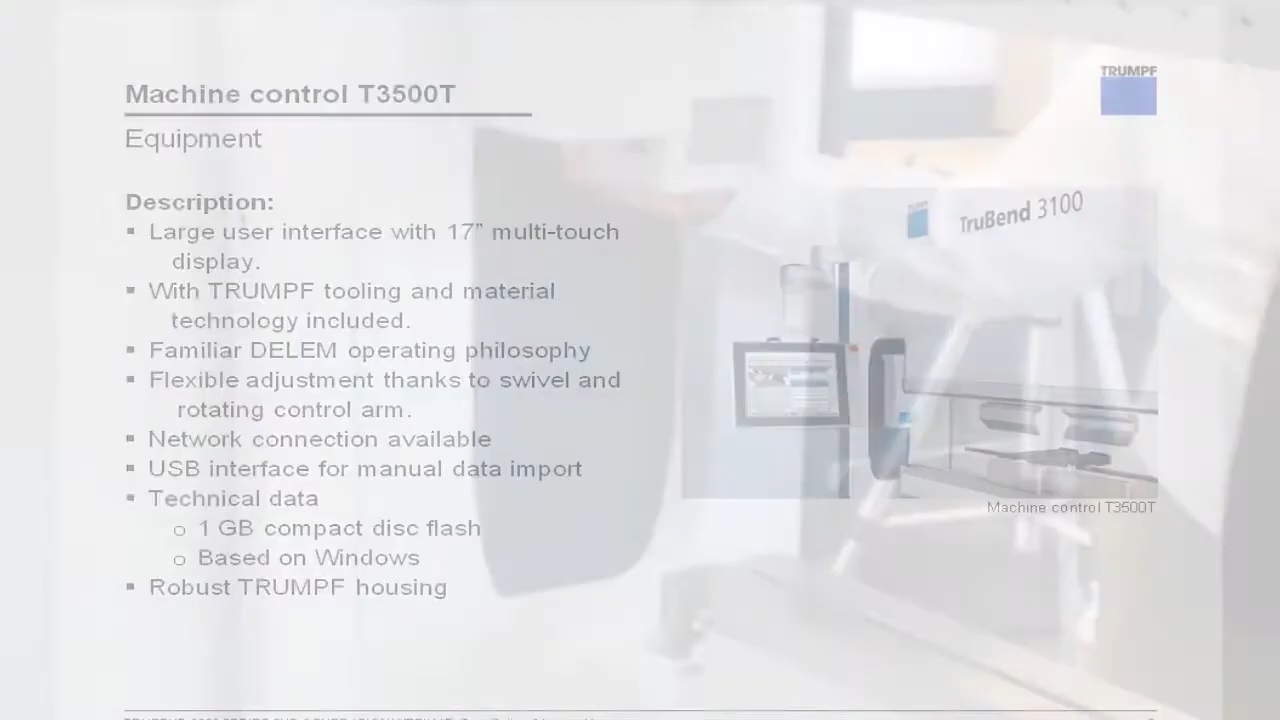 Machine control T3500T
TRUMPF
Equipment
Description:
▪ Large user interface with 17” multi-touch
display.
▪ With TRUMPF tooling and material
technology included.
▪ Familiar DELEM operating philosophy
▪ Flexible adjustment thanks to swivel and
rotating control arm.
▪ Network connection available
▪ USB interface for manual data import
▪ Technical data
o 1 GB compact disc flash
o Based on Windows
▪ Robust TRUMPF housing
TruBend 3100
Machine control T3500T